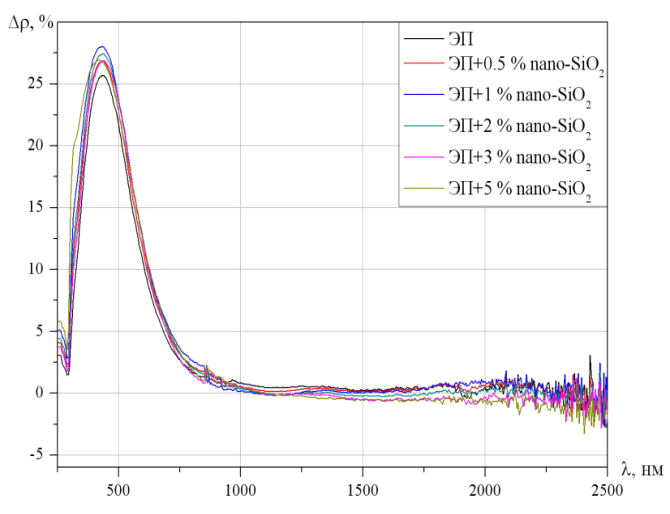 Δρ, %
ЭП
ЭП+0.5 % nano-SiO2
ЭП+1 % nano-SiO2
ЭП+2 % nano-SiO2
ЭП+3 % nano-SiO2
ЭП+5 % nano-SiO2
25
20
15
10
5
0
-5
500
1000
1500
2000
2500
λ, нм